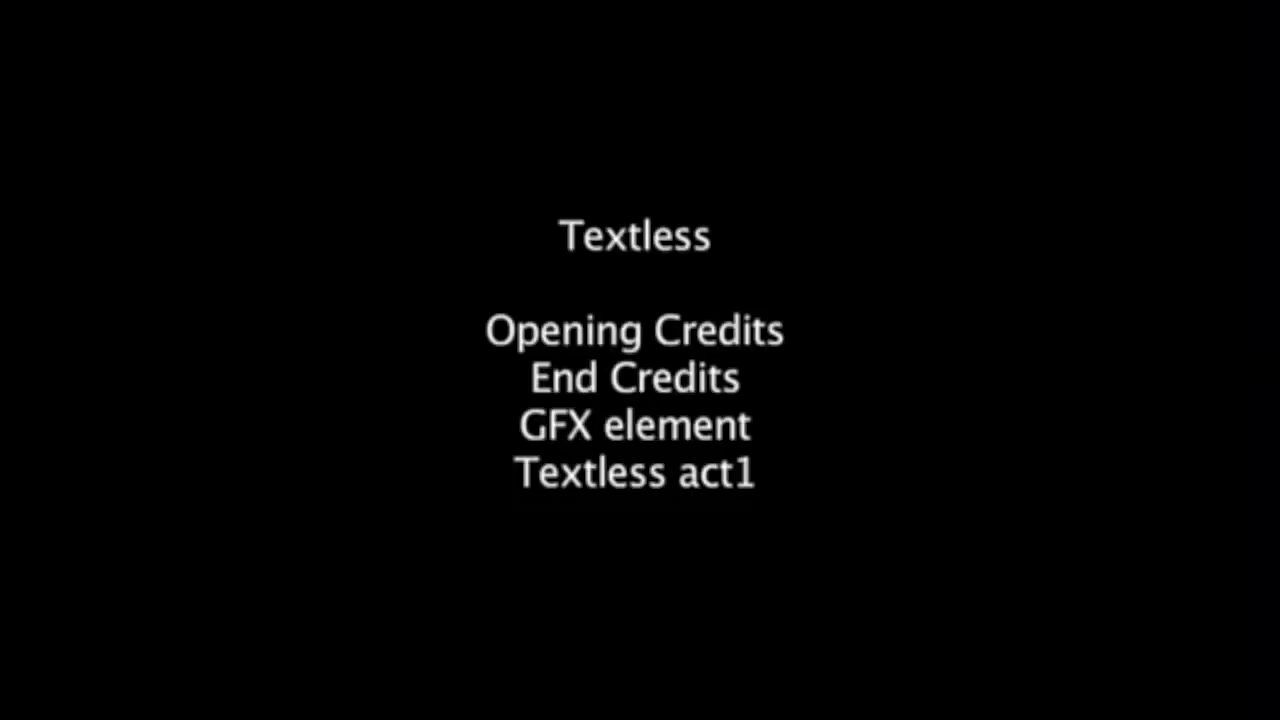 Textless
Opening Credits
End Credits
GFX element
Textless act1